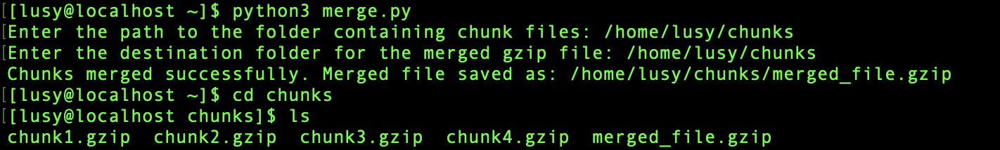 [[lusy@localhost ~]$ python3 merge.py
[Enter the path to the folder containing chunk files: /home/lusy/chunks
[Enter the destination folder for the merged gzip file: /home/lusy/chunks
Chunks merged successfully. Merged file saved as: /home/lusy/chunks/merged_file.gzip
[[lusy@localhost ~]$ cd chunks
[[lusy@localhost chunks]$ ls
chunk1.gzip  chunk2.gzip  chunk3.gzip  chunk4.gzip  merged_file.gzip